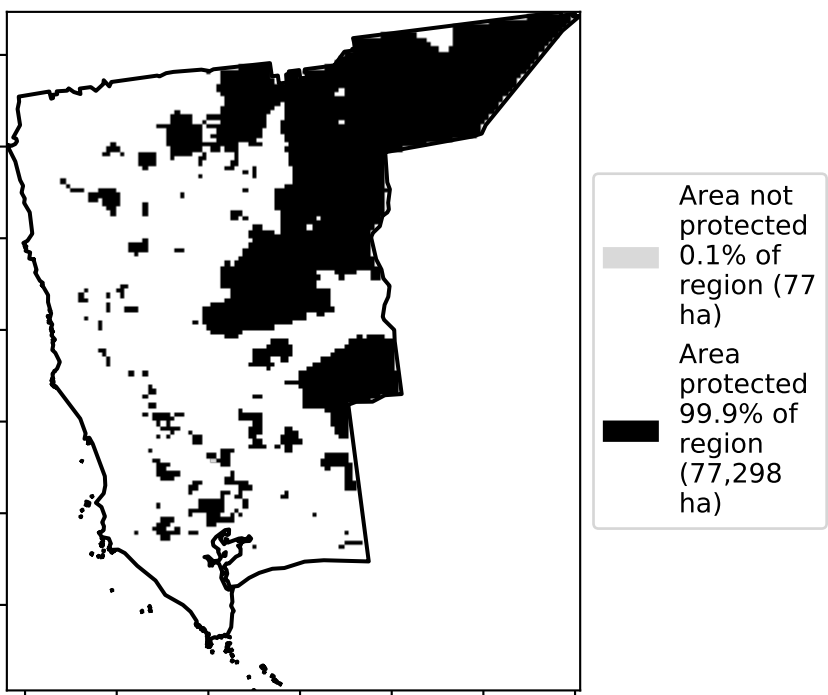 Area not
protected
0.1% of
region (77
ha)
Area
protected
99.9% of
region
(77,298
ha)